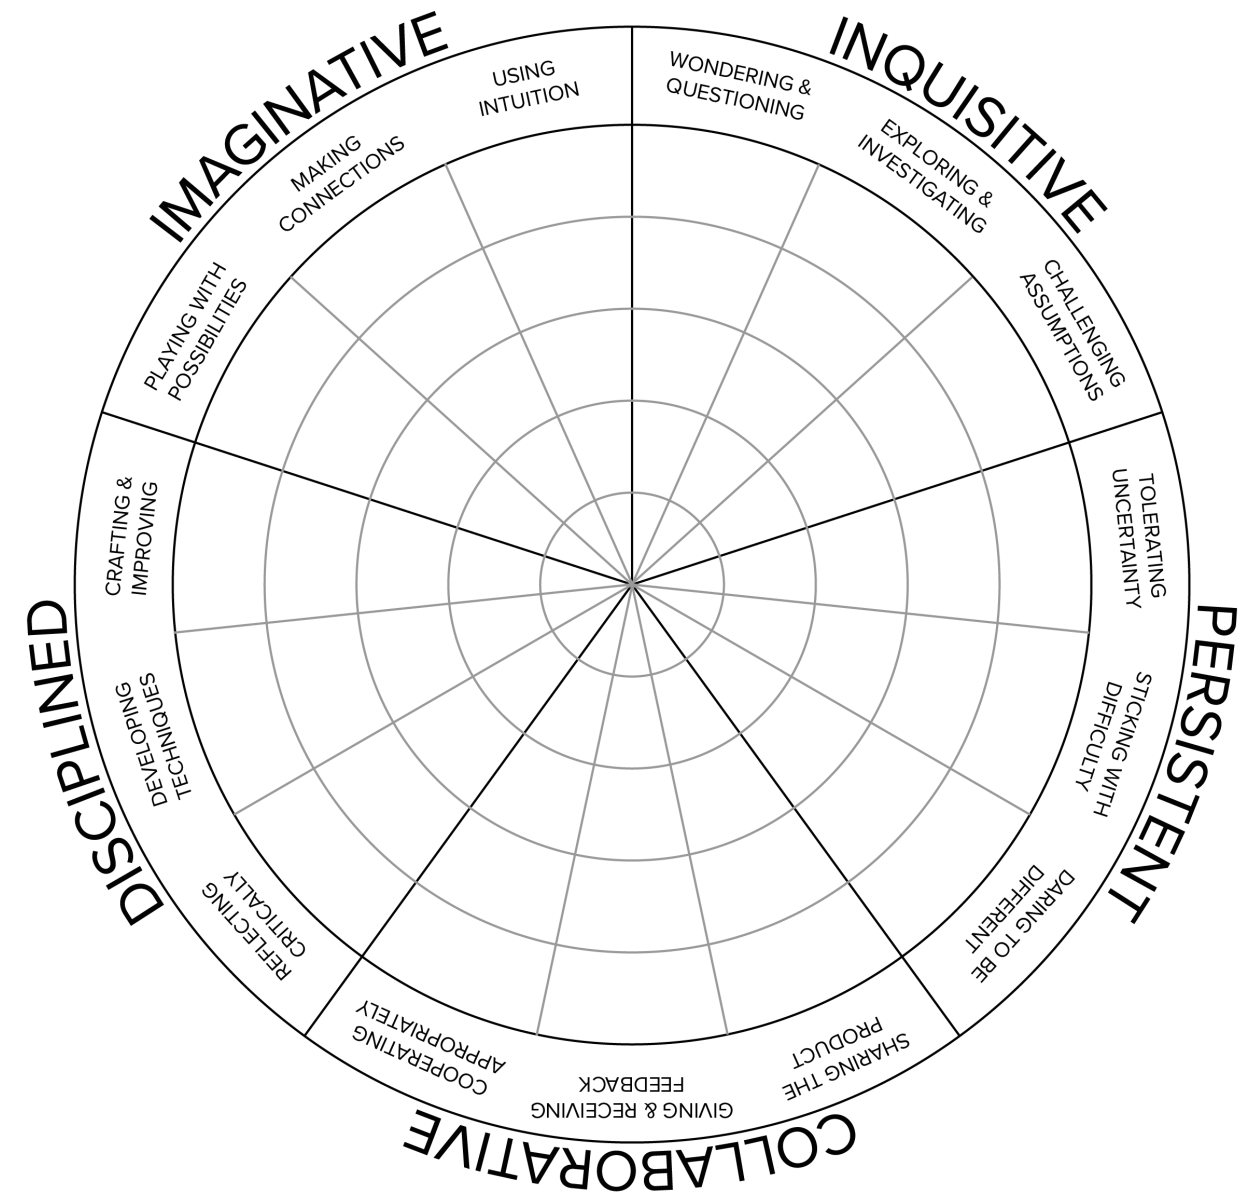 INQUISITIVE
WONDERING &
QUESTIONING
EXPLORING &
INVESTIGATING
CHALLENGING
ASSUMPTIONS
PERSISTENT
TOLERATING
UNCERTAINTY
STICKING WITH
DIFFICULTY
DARING TO BE
DIFFERENT
COLLABORATIVE
SHARING THE
PRODUCT
GIVING & RECEIVING
FEEDBACK
COOPERATING
APPROPRIATELY
DISCIPLINED
REFLECTING
CRITICALLY
DEVELOPING
TECHNIQUES
CRAFTING &
IMPROVING
IMAGINATIVE
PLAYING WITH
POSSIBILITIES
MAKING
CONNECTIONS
USING
INTUITION